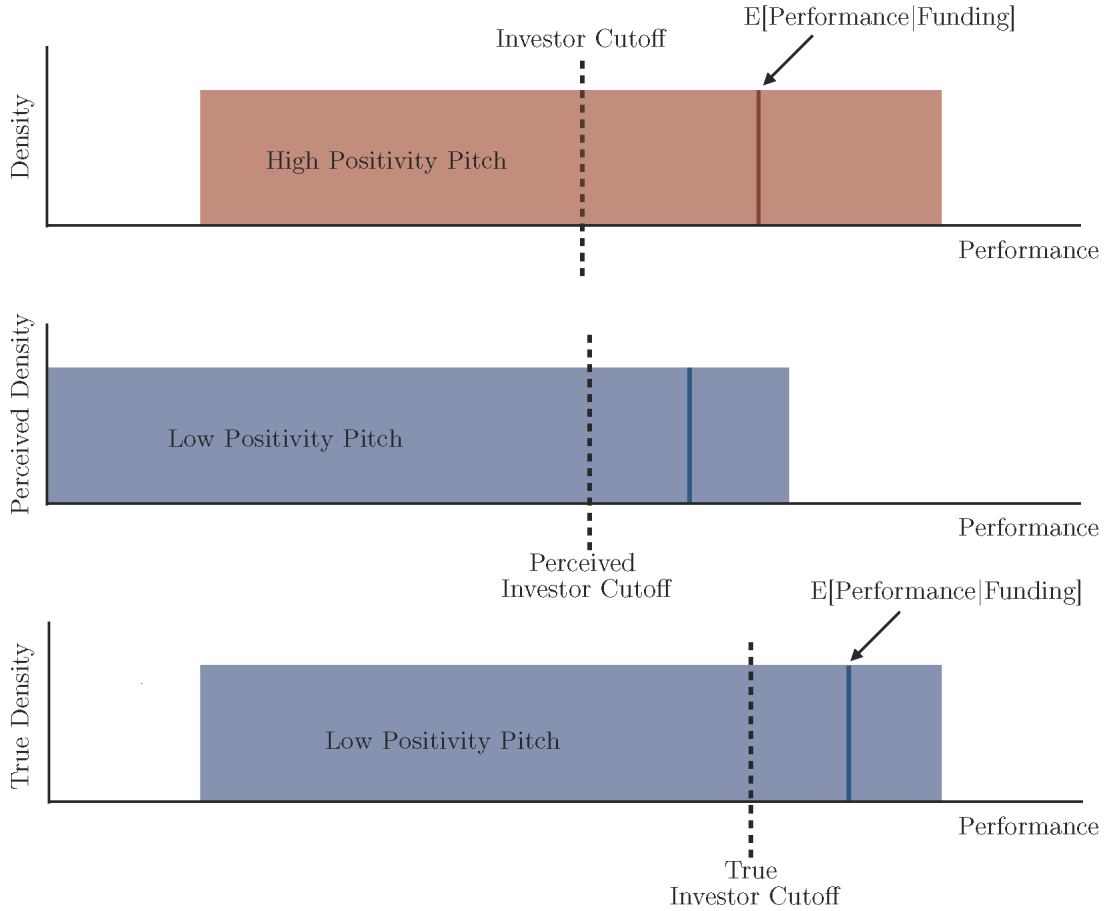 E[Performance|Funding]
Investor Cutoff
Density
High Positivity Pitch
Performance
Perceived Density
Low Positivity Pitch
Performance
Perceived
Investor Cutoff
E[Performance|Funding]
True Density
Low Positivity Pitch
Performance
True
Investor Cutoff